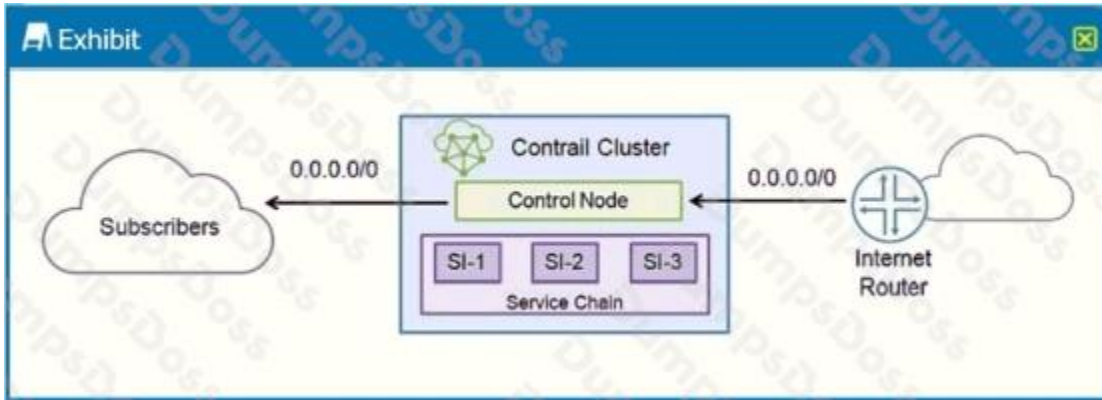 Exhibit
Contrail Cluster
0.0.0.0/0
0.0.0.0/0
Control Node
Subscribers
SI-1
SI-2
SI-3
Service Chain
Internet
Router
DumpsDoss